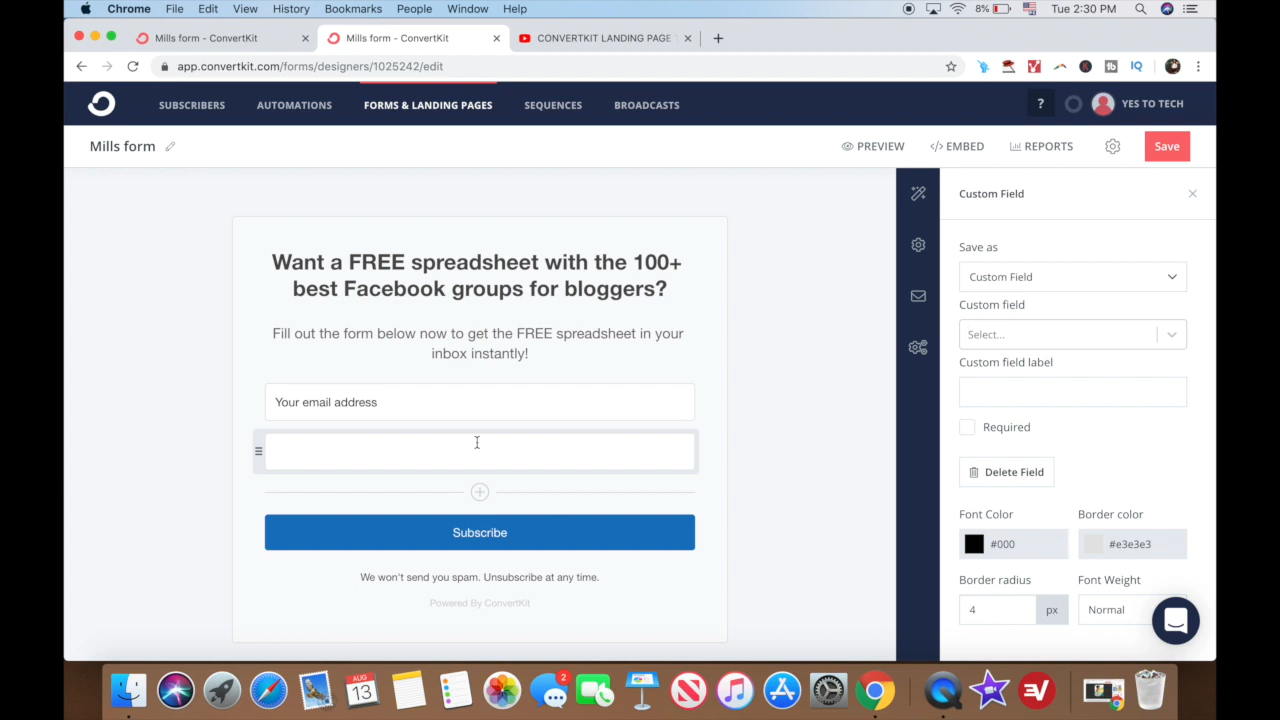 Chrome File Edit View History Bookmarks People Window Help 8% Tue 2:30 PM
Mills form - ConvertKit Mills form - ConvertKit CONVERTKIT LANDING PAGE
app.convertkit.com/forms/designers/1025242/edit
SUBSCRIBERS AUTOMATIONS FORMS & LANDING PAGES SEQUENCES BROADCASTS ? YES TO TECH
Mills form PREVIEW </> EMBED REPORTS Save
Custom Field
Save as
Custom Field
Custom field
Select...
Custom field label
Required
Delete Field
Font Color Border color
#000 #e3e3e3
Border radius Font Weight
4 px Normal
Want a FREE spreadsheet with the 100+
best Facebook groups for bloggers?
Fill out the form below now to get the FREE spreadsheet in your
inbox instantly!
Your email address
Subscribe
We won't send you spam. Unsubscribe at any time.
Powered By ConvertKit
AUG
13
2